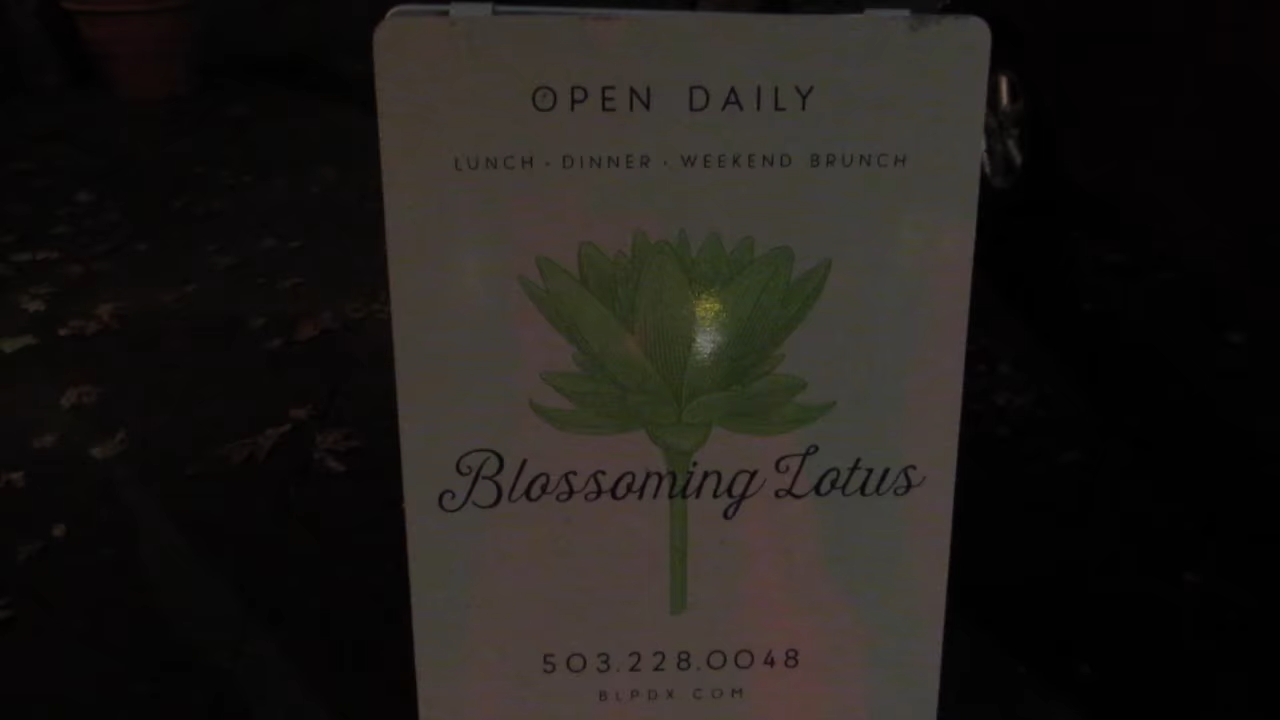 OPEN DAILY
LUNCH · DINNER · WEEKEND BRUNCH
Blossoming Lotus
503.228.0048
BLPDX.COM